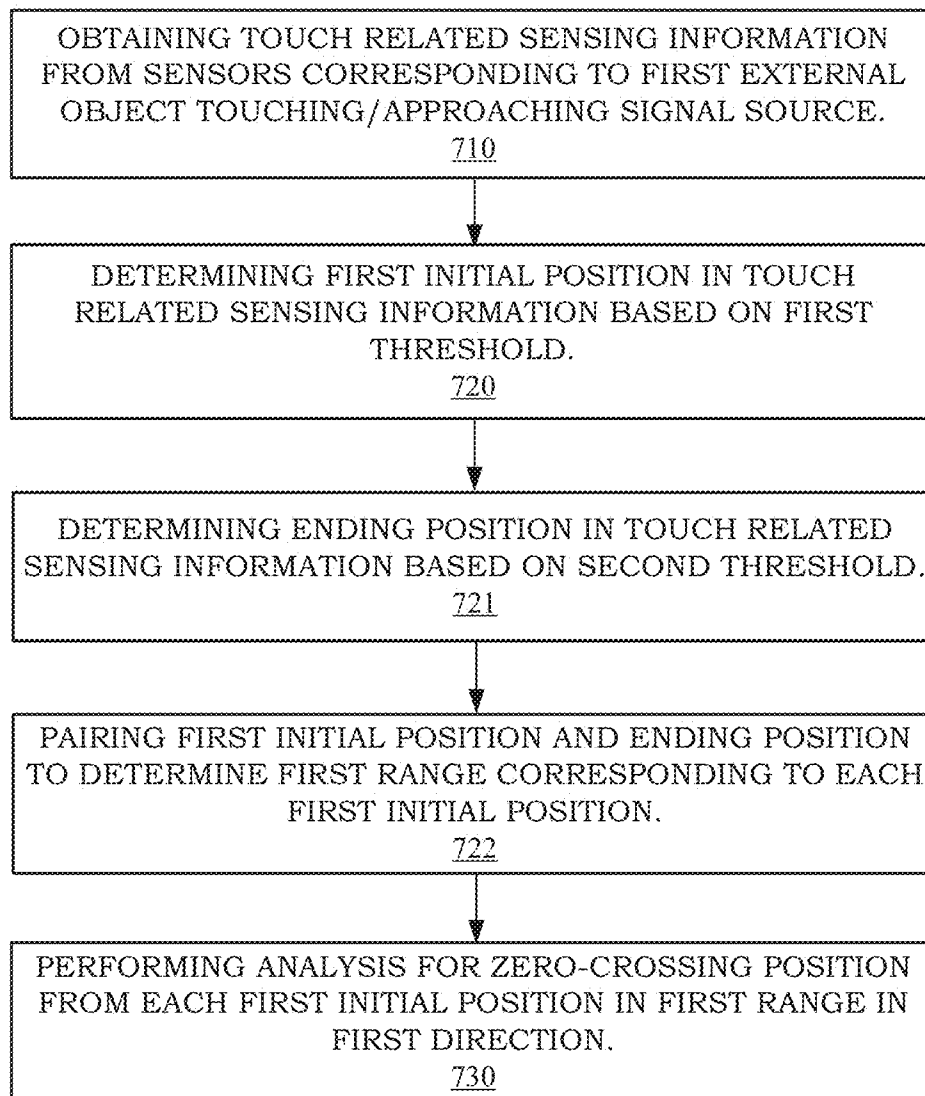 OBTAINING TOUCH RELATED SENSING INFORMATION
FROM SENSORS CORRESPONDING TO FIRST EXTERNAL
OBJECT TOUCHING/APPROACHING SIGNAL SOURCE.
710
DETERMINING FIRST INITIAL POSITION IN TOUCH
RELATED SENSING INFORMATION BASED ON FIRST
THRESHOLD.
720
DETERMINING ENDING POSITION IN TOUCH RELATED
SENSING INFORMATION BASED ON SECOND THRESHOLD.
721
PAIRING FIRST INITIAL POSITION AND ENDING POSITION
TO DETERMINE FIRST RANGE CORRESPONDING TO EACH
FIRST INITIAL POSITION.
722
PERFORMING ANALYSIS FOR ZERO-CROSSING POSITION
FROM EACH FIRST INITIAL POSITION IN FIRST RANGE IN
FIRST DIRECTION.
730